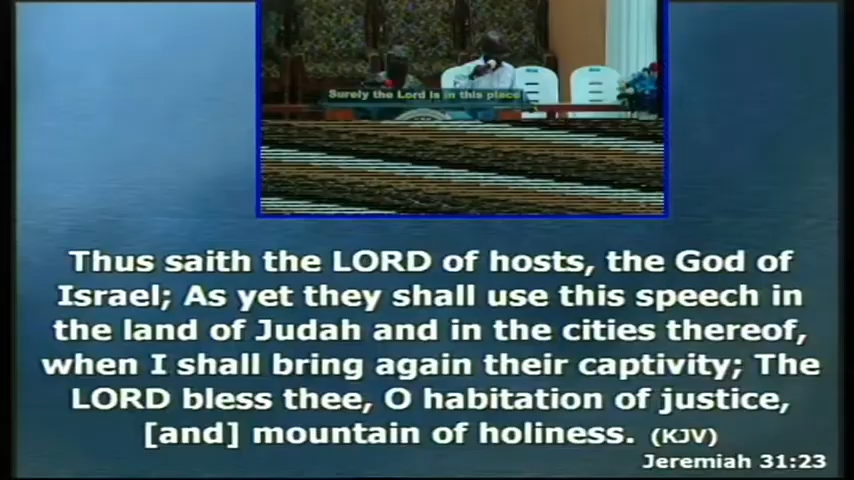 Surely the Lord is in this place
Thus saith the LORD of hosts, the God of
Israel; As yet they shall use this speech in
the land of Judah and in the cities thereof,
when I shall bring again their captivity; The
LORD bless thee, O habitation of justice,
[and] mountain of holiness. (KJV)
Jeremiah 31:23